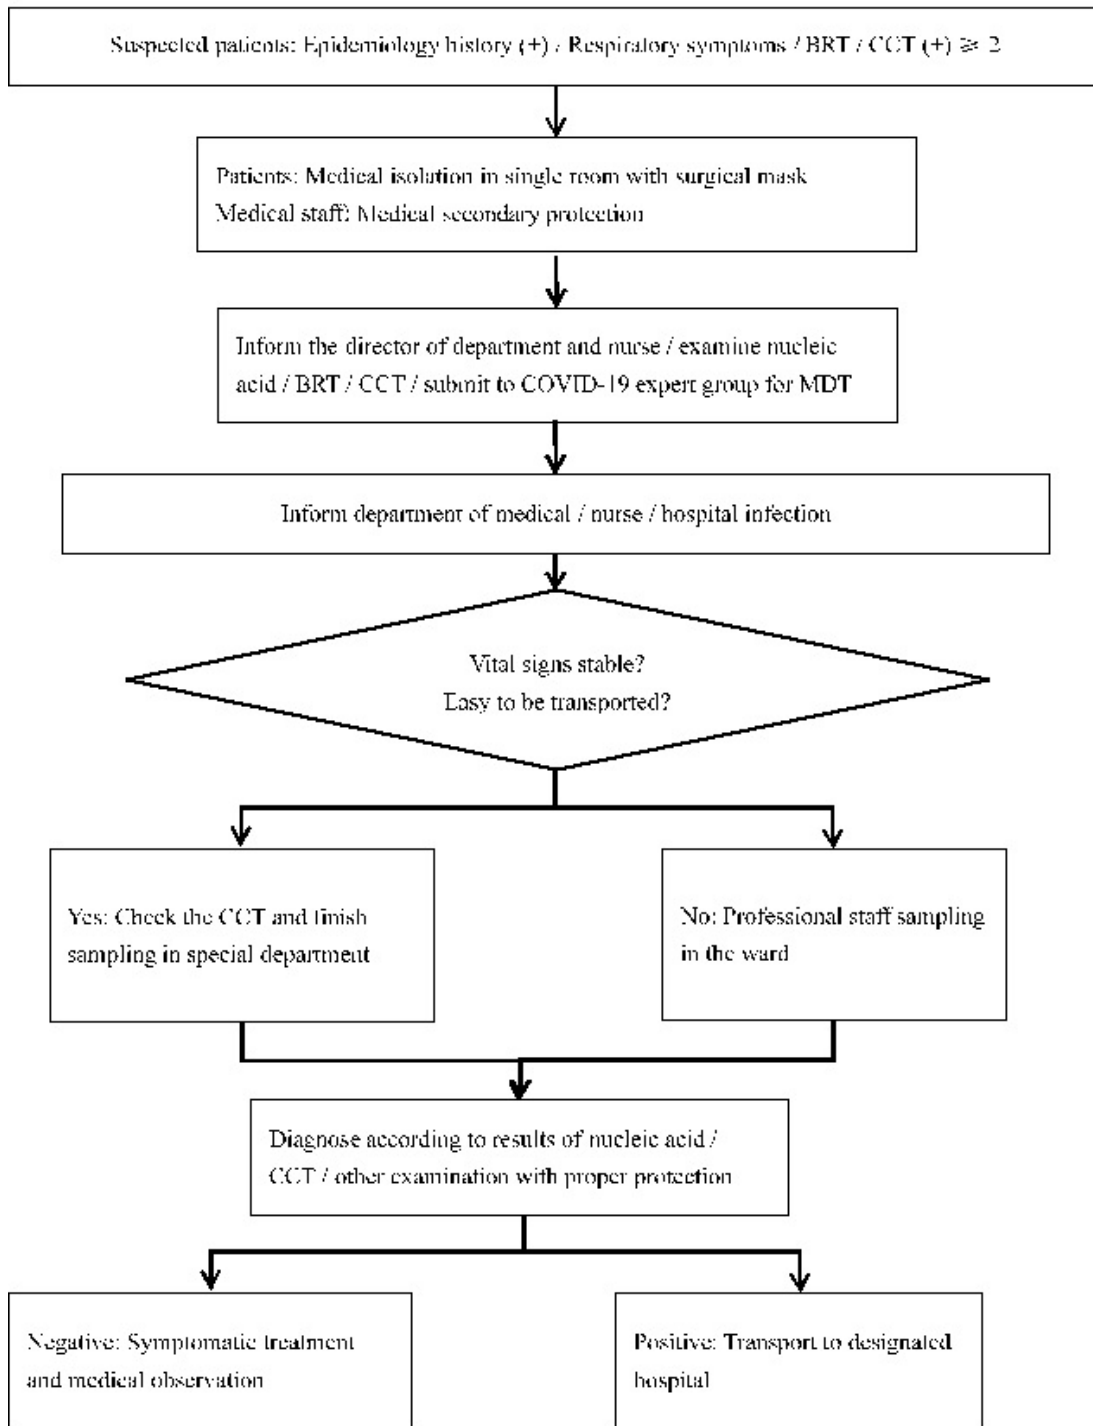 Suspected patients: Epidemiology history (+) / Respiratory symptoms / BRT / CCT (+) ≥ 2
Patients: Medical isolation in single room with surgical mask
Medical staff: Medical secondary protection
Inform the director of department and nurse / examine nucleic
acid / BRT / CCT / submit to COVID-19 expert group for MDT
Inform department of medical / nurse / hospital infection
Vital signs stable?
Easy to be transported?
Yes: Check the CCT and finish
sampling in special department
No: Professional staff sampling
in the ward
Diagnose according to results of nucleic acid /
CCT / other examination with proper protection
Negative: Symptomatic treatment
and medical observation
Positive: Transport to designated
hospital